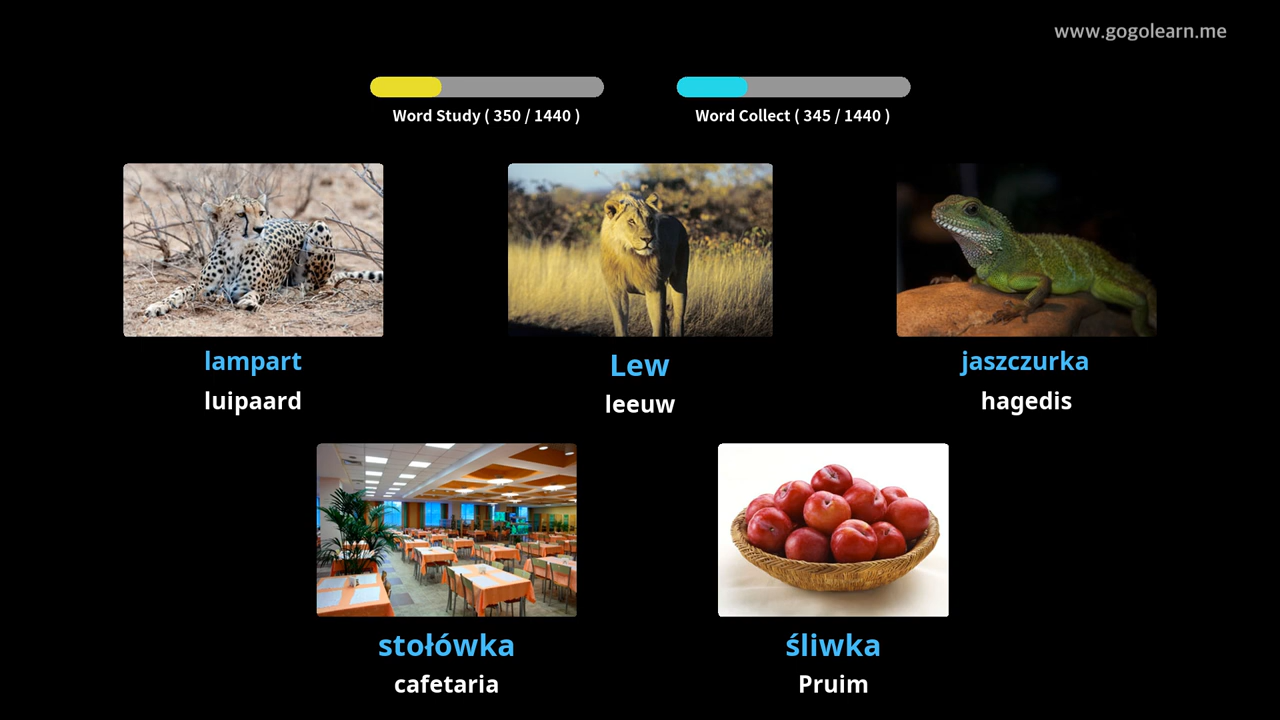 www.gogolearn.me
Word Study ( 350 / 1440 )
Word Collect ( 345 / 1440 )
lampart
luipaard
Lew
leeuw
jaszczurka
hagedis
stołówka
cafetaria
śliwka
Pruim